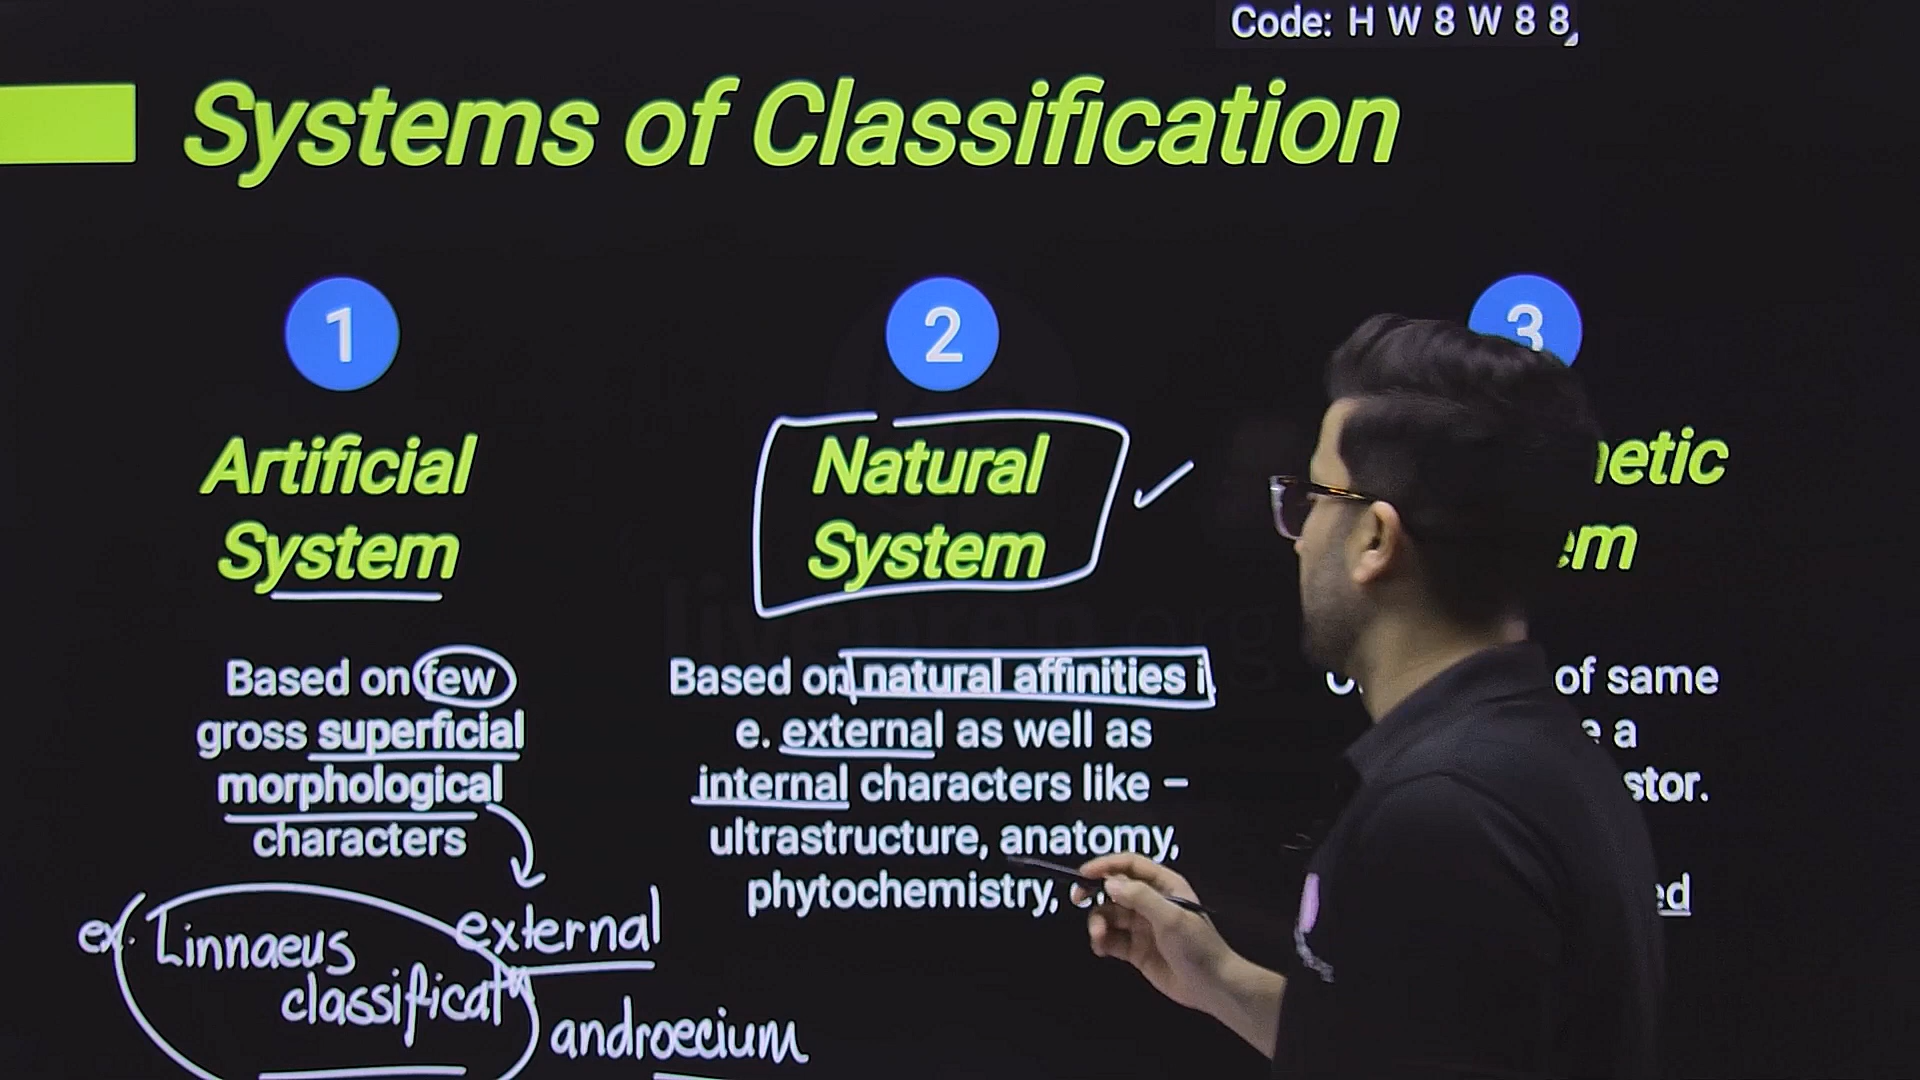 Code: H W 8 W 8 8
Systems of Classification
1
Artificial
System
Based on few
gross superficial
morphological
characters
ex. Linnaeus
classificatn
external
androecium
2
Natural
System
Based on natural affinities i.
e. external as well as
internal characters like –
ultrastructure, anatomy,
phytochemistry,
3
netic
em
of same
a
stor.
ed